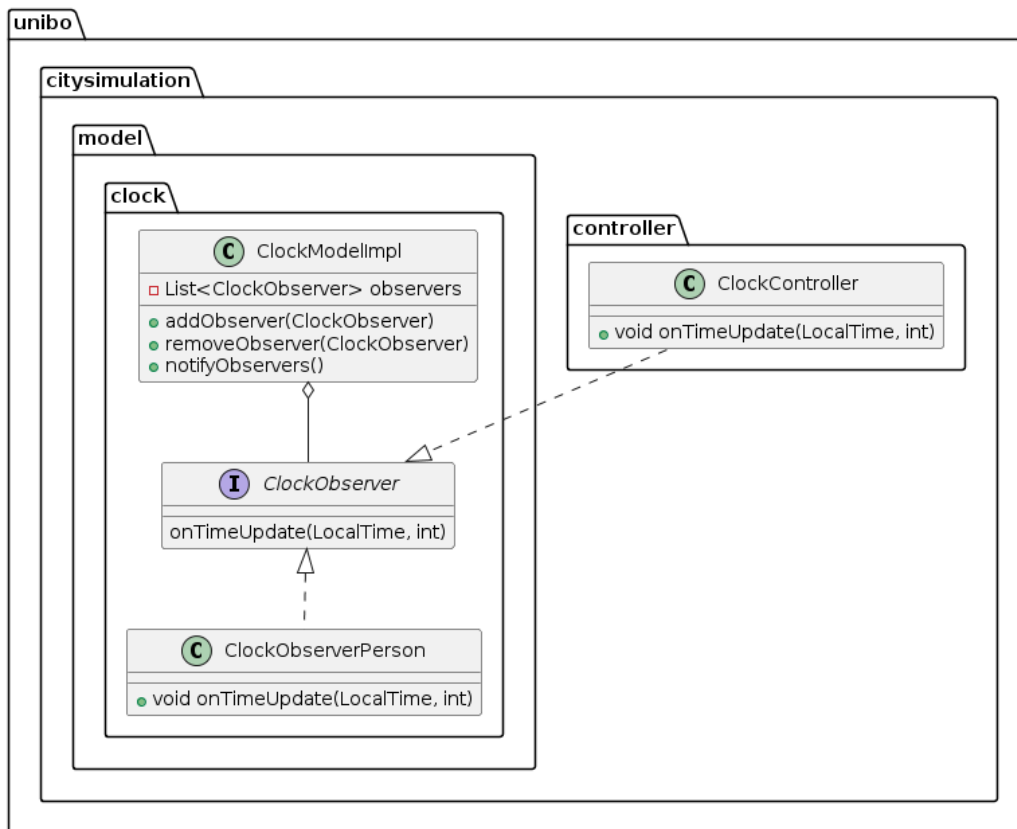 unibo
citysimulation
model
clock
C ClockModelImpl
List<ClockObserver> observers
addObserver(ClockObserver)
removeObserver(ClockObserver)
notifyObservers()
controller
C ClockController
void onTimeUpdate(LocalTime, int)
I ClockObserver
onTimeUpdate(LocalTime, int)
C ClockObserverPerson
void onTimeUpdate(LocalTime, int)